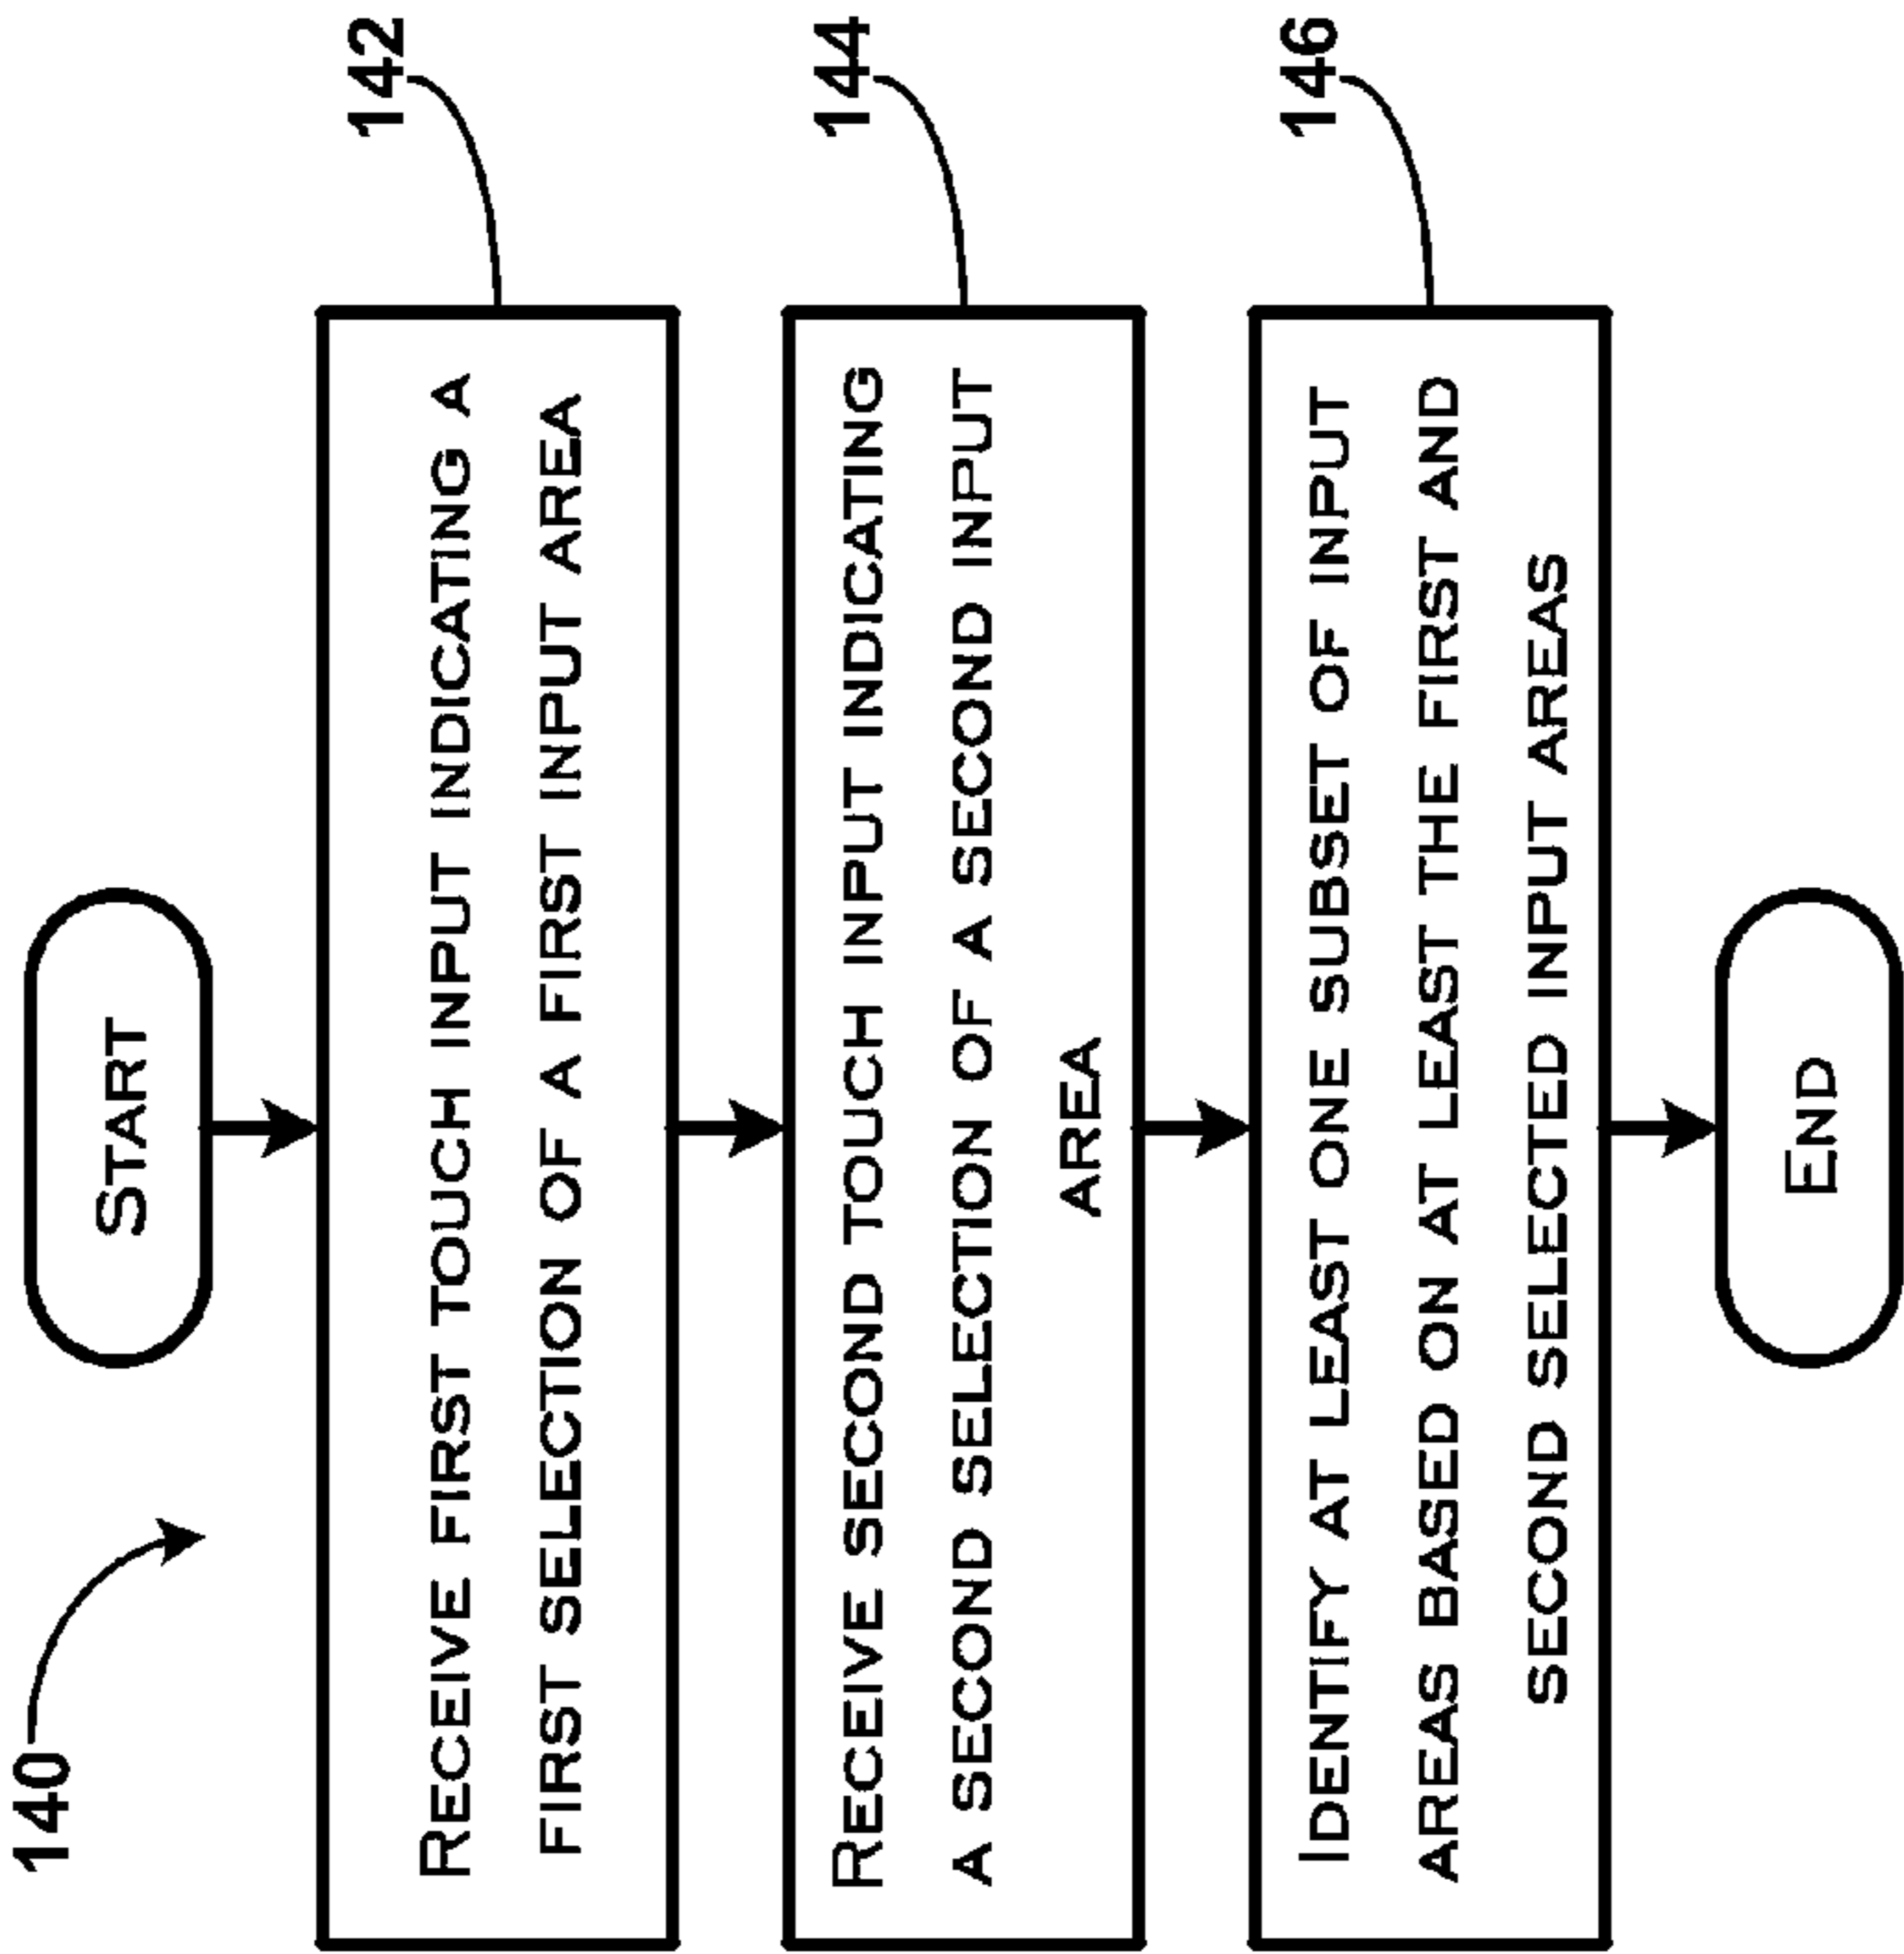 140
START
RECEIVE FIRST TOUCH INPUT INDICATING A
FIRST SELECTION OF A FIRST INPUT AREA
142
RECEIVE SECOND TOUCH INPUT INDICATING
A SECOND SELECTION OF A SECOND INPUT
AREA
144
IDENTIFY AT LEAST ONE SUBSET OF INPUT
AREAS BASED ON AT LEAST THE FIRST AND
SECOND SELECTED INPUT AREAS
146
END